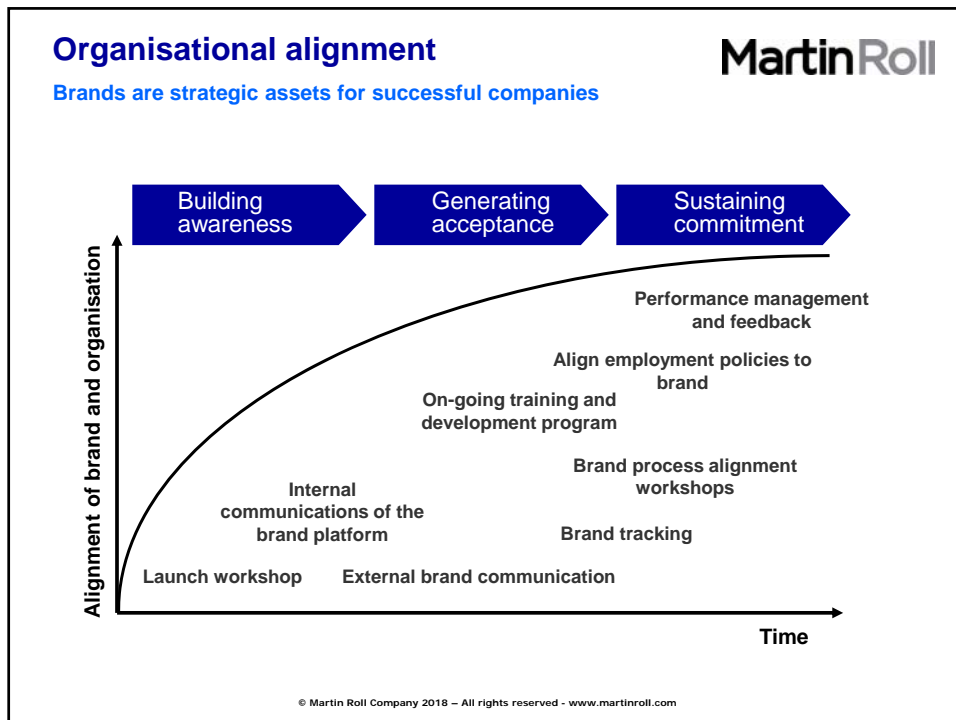 Organisational alignment
MartinRoll
Brands are strategic assets for successful companies
Building
awareness
Generating
acceptance
Sustaining
commitment
Alignment of brand and organisation
Performance management
and feedback
Align employment policies to
brand
On-going training and
development program
Brand process alignment
workshops
Internal
communications of the
brand platform
Brand tracking
Launch workshop
External brand communication
Time
© Martin Roll Company 2018 – All rights reserved - www.martinroll.com